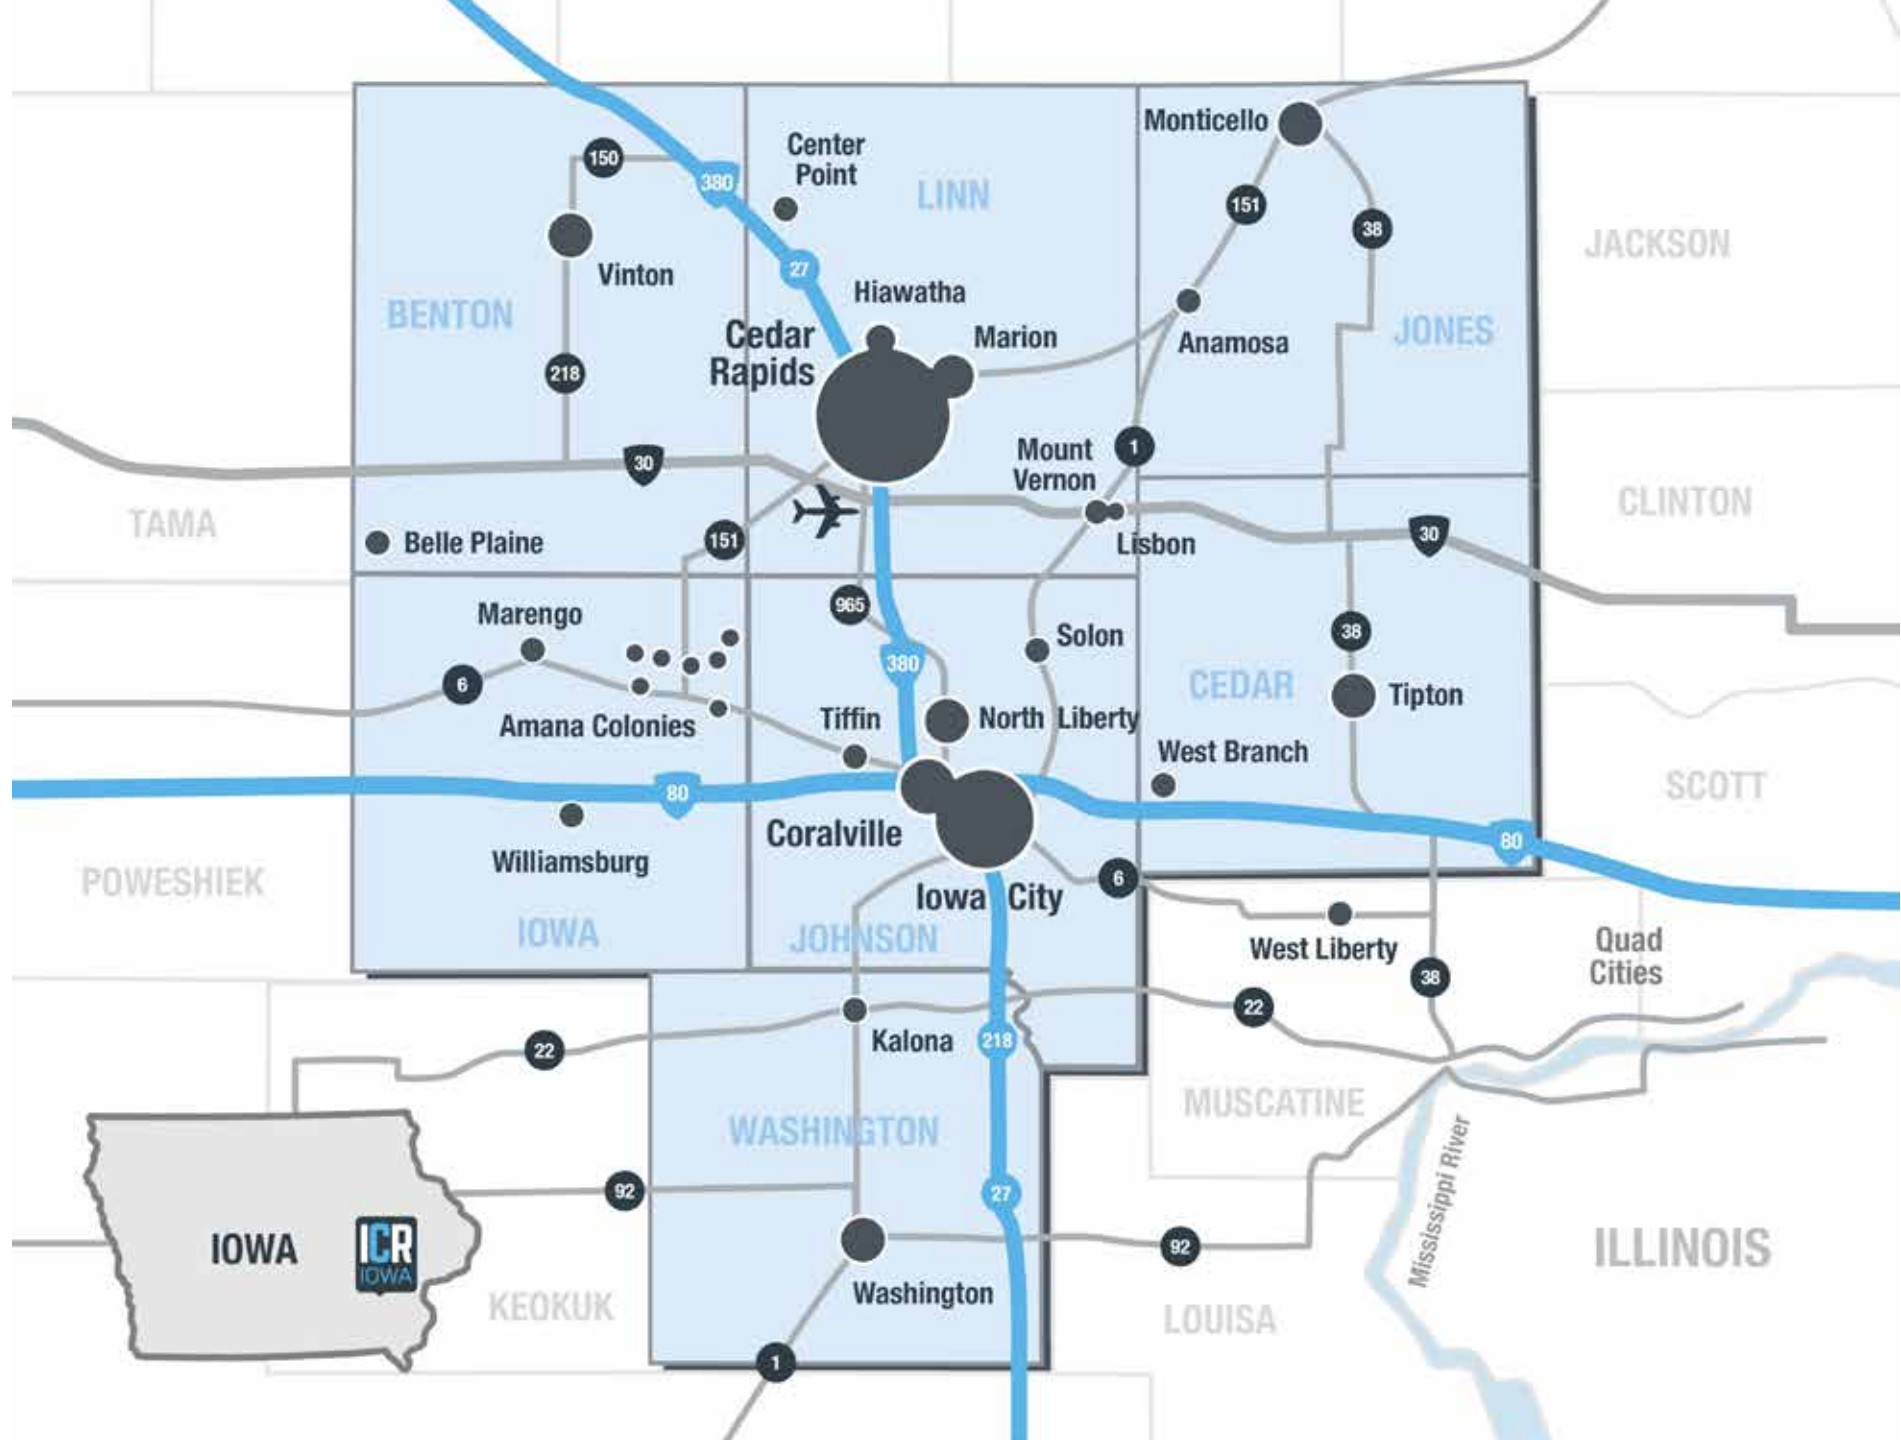 Monticello
Center
Point
150
380
LINN
151
38
JACKSON
Vinton
27
Hiawatha
BENTON
Cedar
Rapids
Marion
Anamosa
JONES
218
Mount
Vernon
1
30
TAMA
CLINTON
Belle Plaine
151
Lisbon
30
Marengo
965
Solon
38
6
380
CEDAR
Tipton
Amana Colonies
Tiffin
North Liberty
West Branch
80
SCOTT
Coralville
80
Williamsburg
POWESHIEK
6
Iowa City
IOWA
JOHNSON
West Liberty
Quad
Cities
38
22
22
Kalona
218
MUSCATINE
WASHINGTON
Mississippi River
92
27
IOWA
ICR
IOWA
92
ILLINOIS
KEOKUK
Washington
LOUISA
1